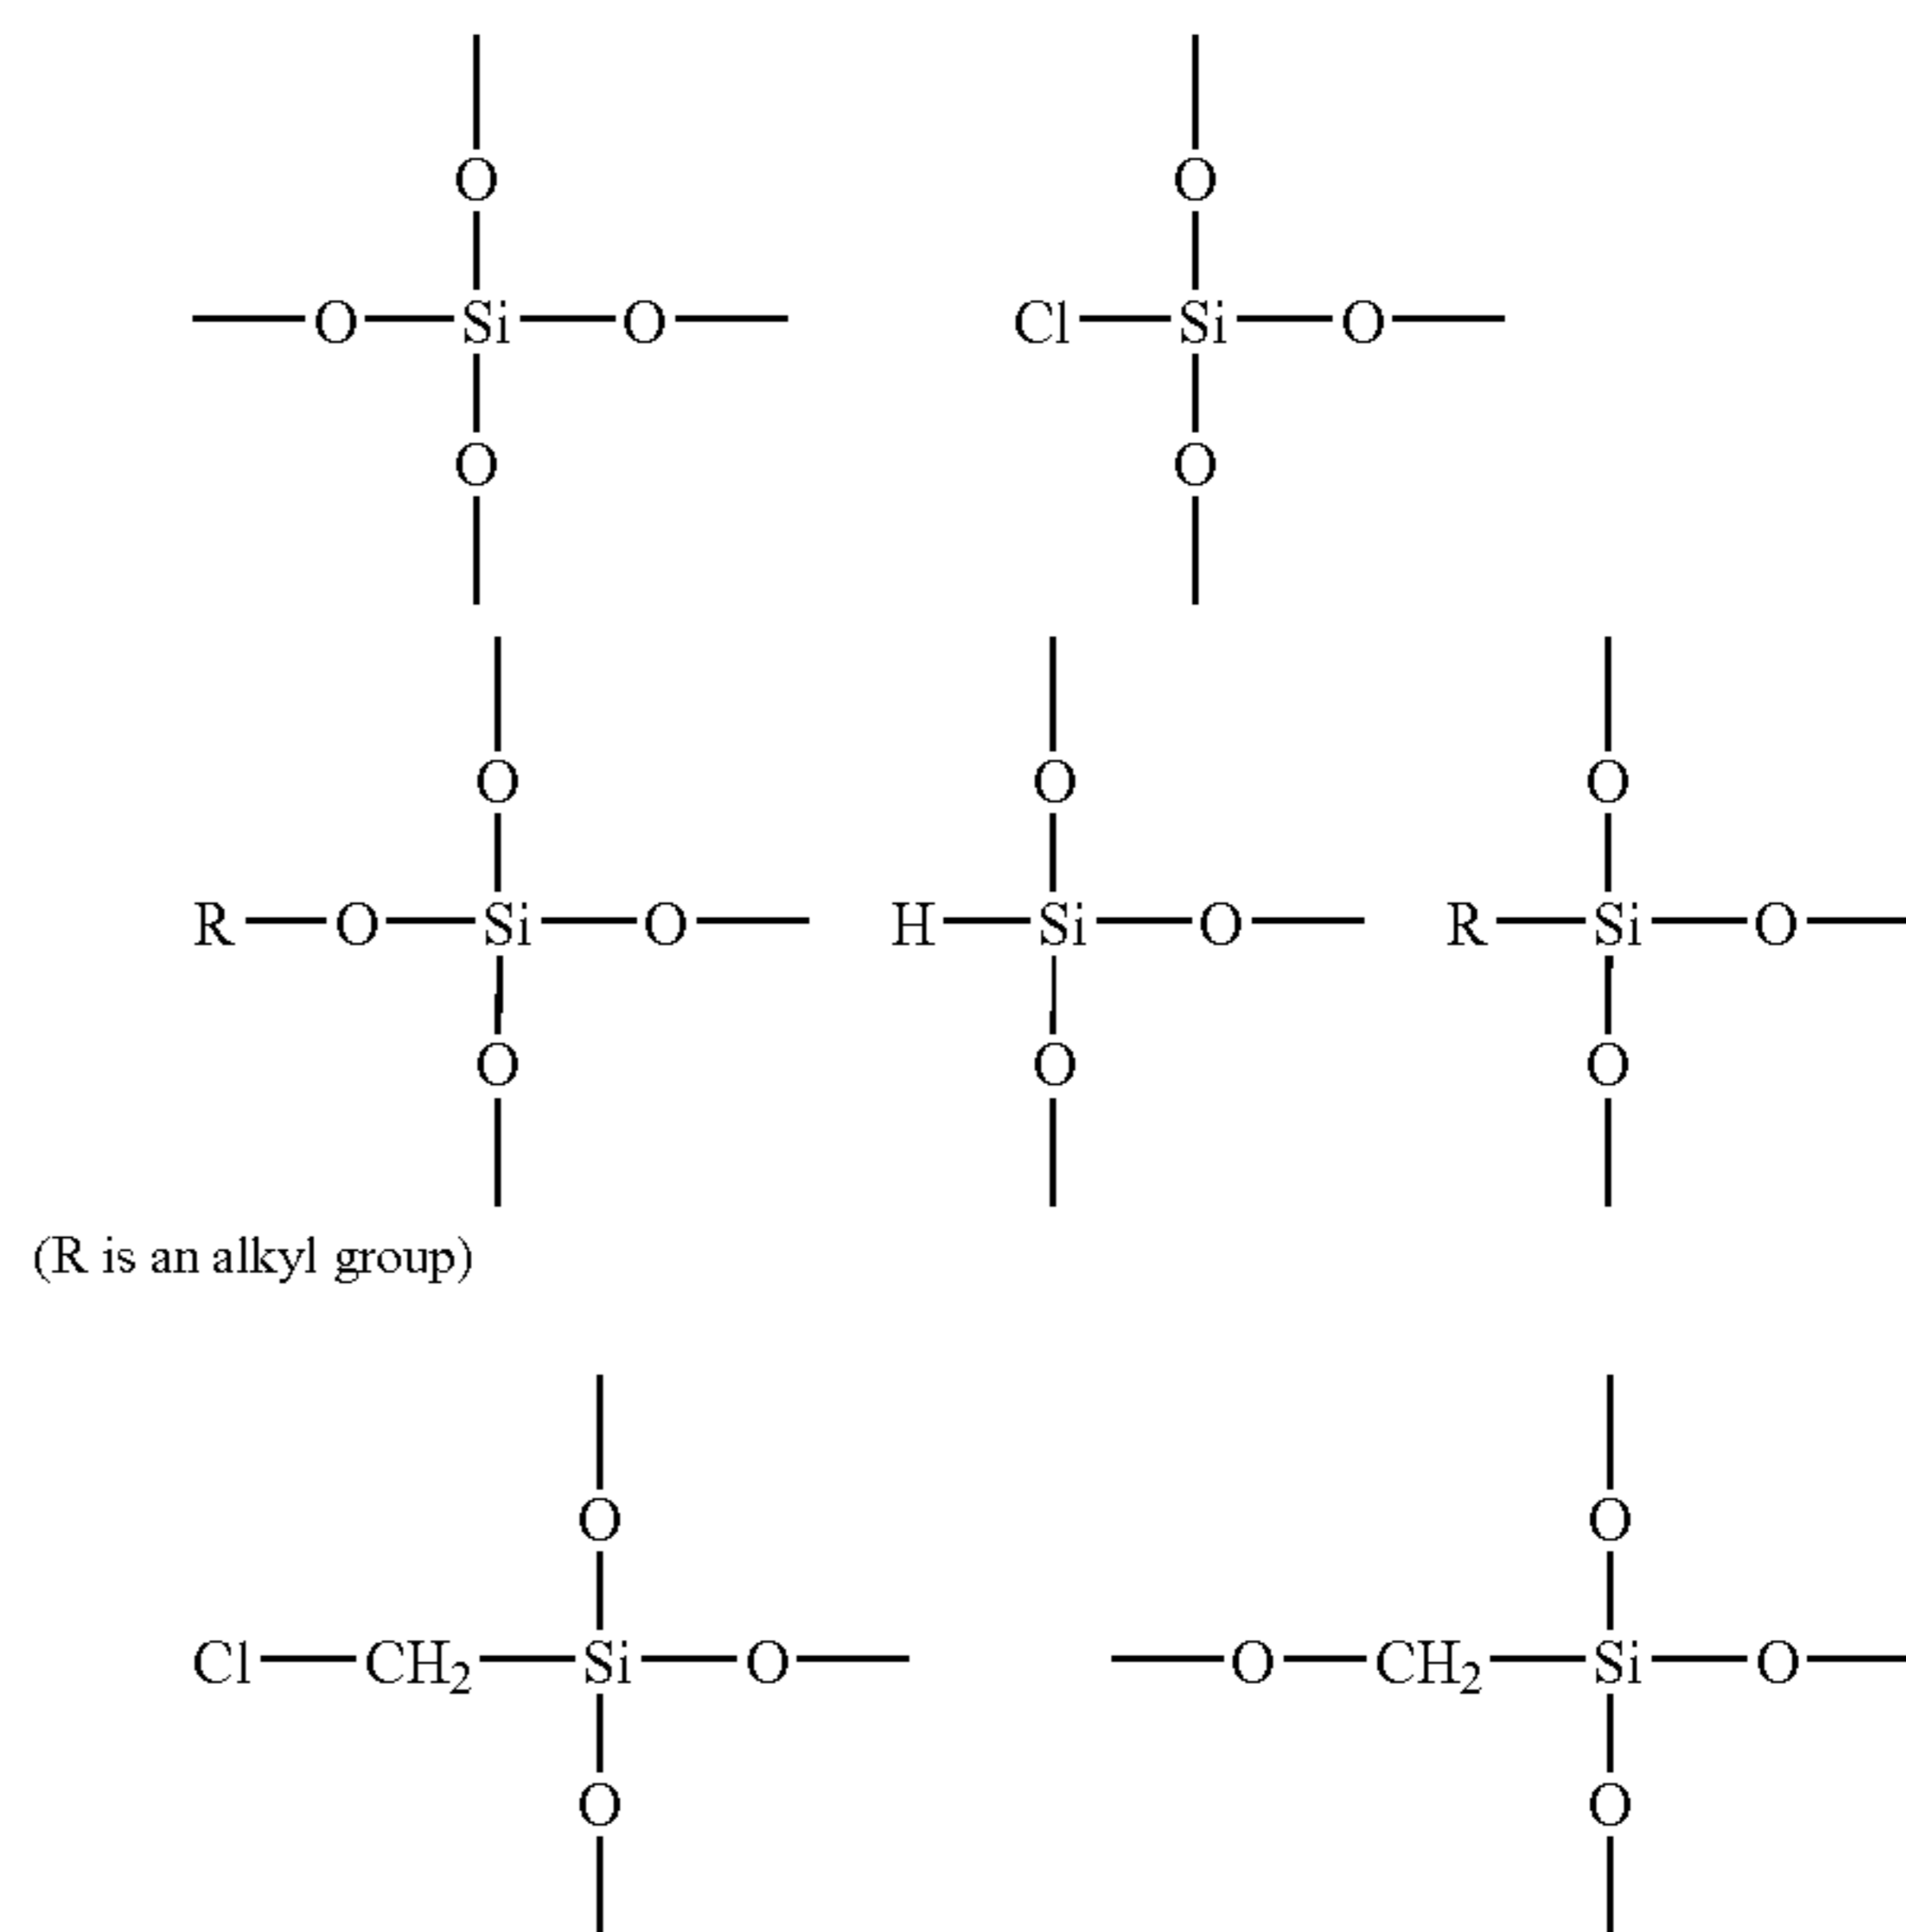 O O
O Si O Cl Si O
O O
O O O
R O Si O H Si O R Si O
O O O
(R is an alkyl group)
O O
Cl CH₂ Si O O CH₂ Si O
O O